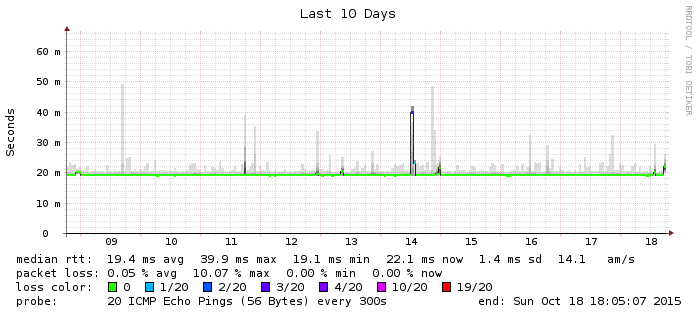 Last 10 Days
RRDTOOL / TOBI OETIKER
Seconds
60 m
50 m
40 m
30 m
20 m
10 m
0
09 10 11 12 13 14 15 16 17 18
median rtt: 19.4 ms avg 39.9 ms max 19.1 ms min 22.1 ms now 1.4 ms sd 14.1 am/s
packet loss: 0.05 % avg 10.07 % max 0.00 % min 0.00 % now
loss color: 0 1/20 2/20 3/20 4/20 10/20 19/20
probe: 20 ICMP Echo Pings (56 Bytes) every 300s end: Sun Oct 18 18:05:07 2015